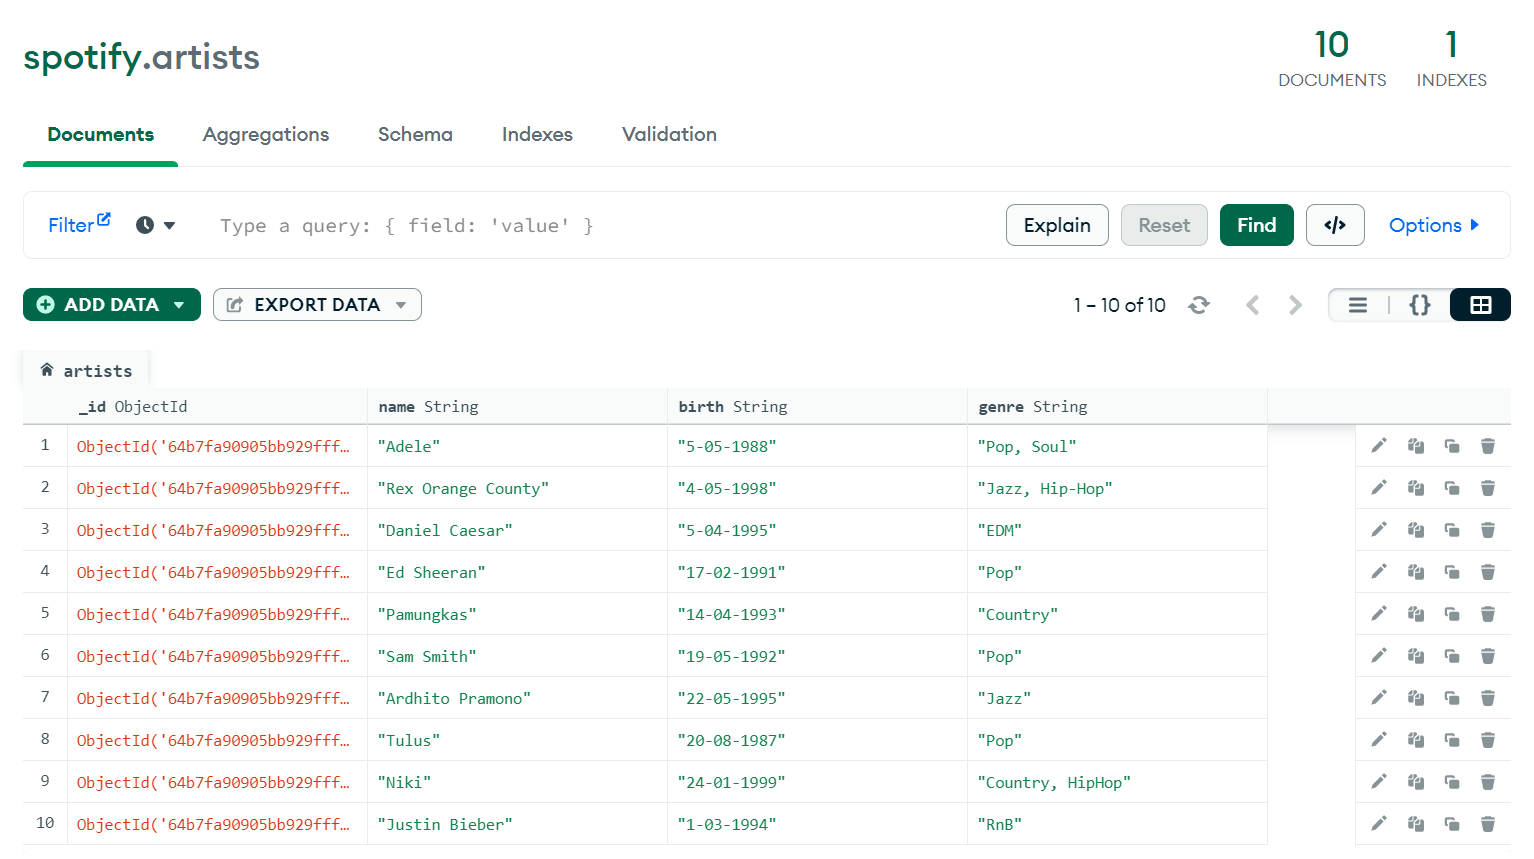 spotify.artists
10
DOCUMENTS
1
INDEXES
Documents Aggregations Schema Indexes Validation
Filter Type a query: { field: 'value' } Explain Reset Find </> Options
ADD DATA EXPORT DATA 1 – 10 of 10 {}
artists
_id ObjectId name String birth String genre String
1 ObjectId('64b7fa90905bb929fff… "Adele" "5-05-1988" "Pop, Soul"
2 ObjectId('64b7fa90905bb929fff… "Rex Orange County" "4-05-1998" "Jazz, Hip-Hop"
3 ObjectId('64b7fa90905bb929fff… "Daniel Caesar" "5-04-1995" "EDM"
4 ObjectId('64b7fa90905bb929fff… "Ed Sheeran" "17-02-1991" "Pop"
5 ObjectId('64b7fa90905bb929fff… "Pamungkas" "14-04-1993" "Country"
6 ObjectId('64b7fa90905bb929fff… "Sam Smith" "19-05-1992" "Pop"
7 ObjectId('64b7fa90905bb929fff… "Ardhito Pramono" "22-05-1995" "Jazz"
8 ObjectId('64b7fa90905bb929fff… "Tulus" "20-08-1987" "Pop"
9 ObjectId('64b7fa90905bb929fff… "Niki" "24-01-1999" "Country, HipHop"
10 ObjectId('64b7fa90905bb929fff… "Justin Bieber" "1-03-1994" "RnB"